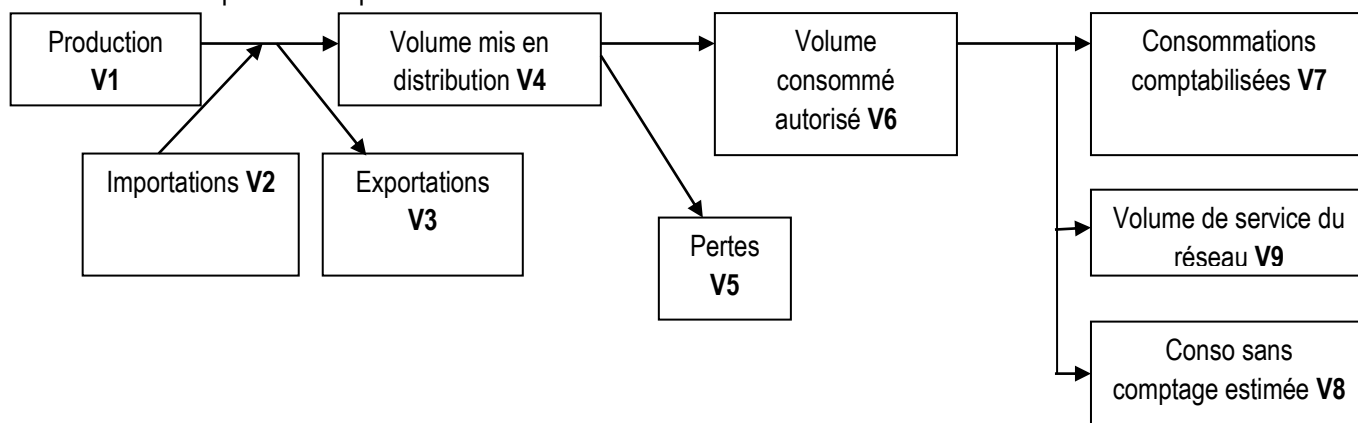 Production
V1
Volume mis en
distribution V4
Volume
consommé
autorisé V6
Consommations
comptabilisées V7
Importations V2
Exportations
V3
Pertes
V5
Volume de service du
réseau V9
Conso sans
comptage estimée V8